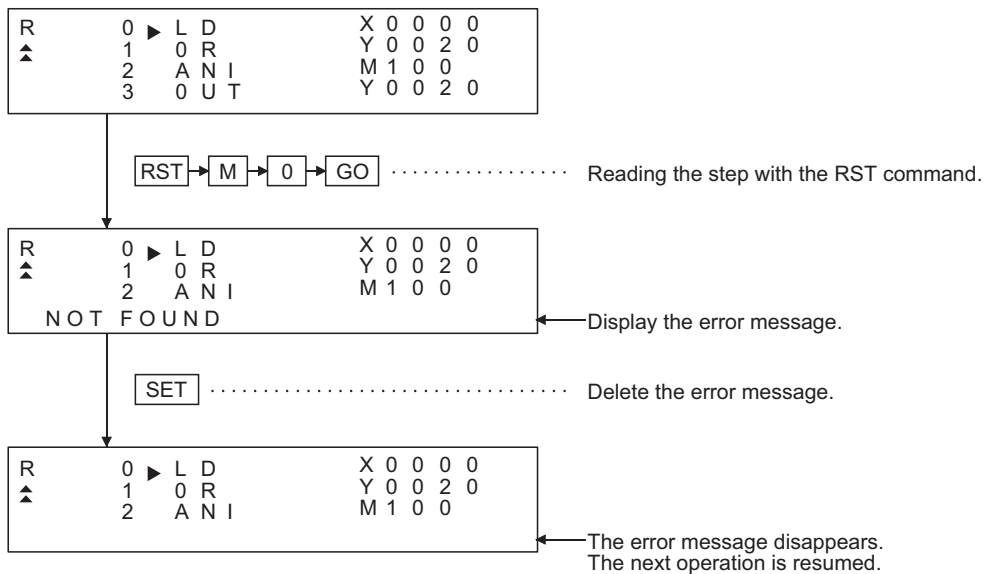 R 0 ▶ L D X 0 0 0 0
1 0 R Y 0 0 2 0
2 A N I M 1 0 0
3 0 U T Y 0 0 2 0
RST M 0 GO Reading the step with the RST command.
R 0 ▶ L D X 0 0 0 0
1 0 R Y 0 0 2 0
2 A N I M 1 0 0
N O T F O U N D
Display the error message.
SET Delete the error message.
R 0 ▶ L D X 0 0 0 0
1 0 R Y 0 0 2 0
2 A N I M 1 0 0
The error message disappears.
The next operation is resumed.